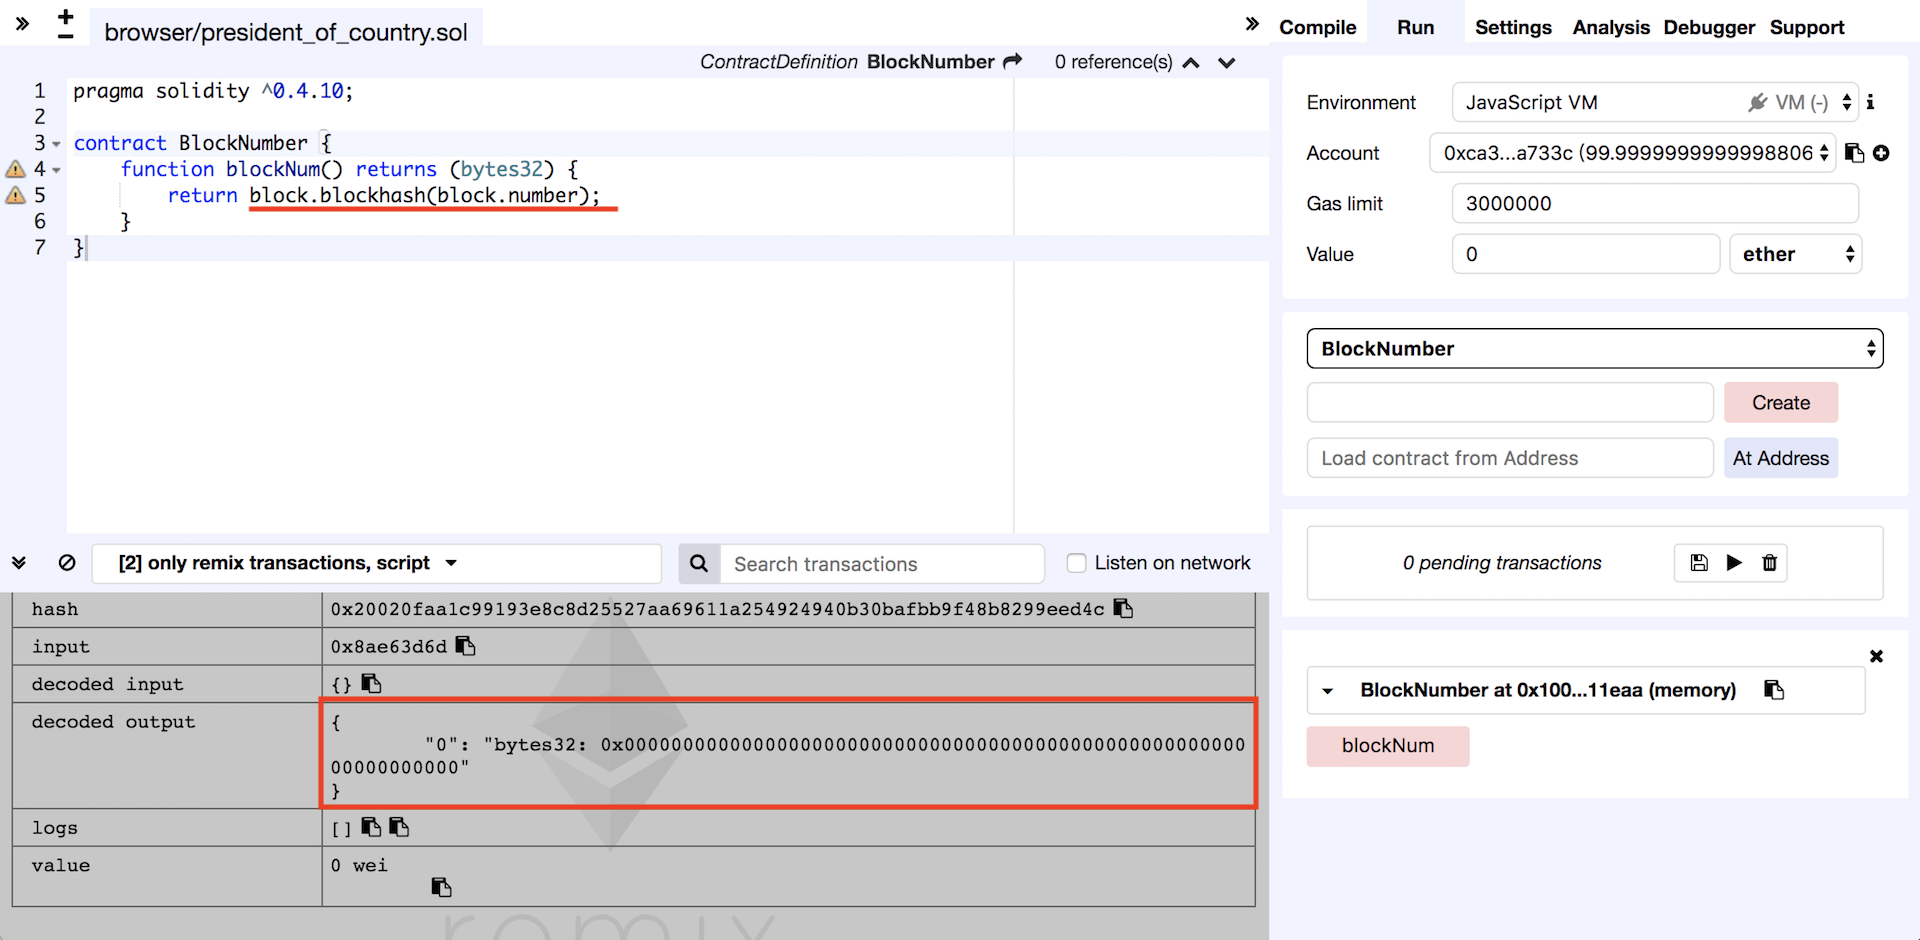 browser/president_of_country.sol
ContractDefinition BlockNumber 0 reference(s)
1 pragma solidity ^0.4.10;
2
3 contract BlockNumber {
4 function blockNum() returns (bytes32) {
5 return block.blockhash(block.number);
6 }
7 }
[2] only remix transactions, script
Search transactions
Listen on network
hash 0x20020faa1c99193e8c8d25527aa69611a254924940b30bafbb9f48b8299eed4c
input 0x8ae63d6d
decoded input {}
decoded output {
"0": "bytes32: 0x00000000000000000000000000000000000000000000000000000
00000000000"
}
logs []
value 0 wei
remix
Compile Run Settings Analysis Debugger Support
Environment JavaScript VM VM (-)
Account 0xca3...a733c (99.9999999999998806
Gas limit 3000000
Value 0 ether
BlockNumber
Create
Load contract from Address At Address
0 pending transactions
BlockNumber at 0x100...11eaa (memory)
blockNum